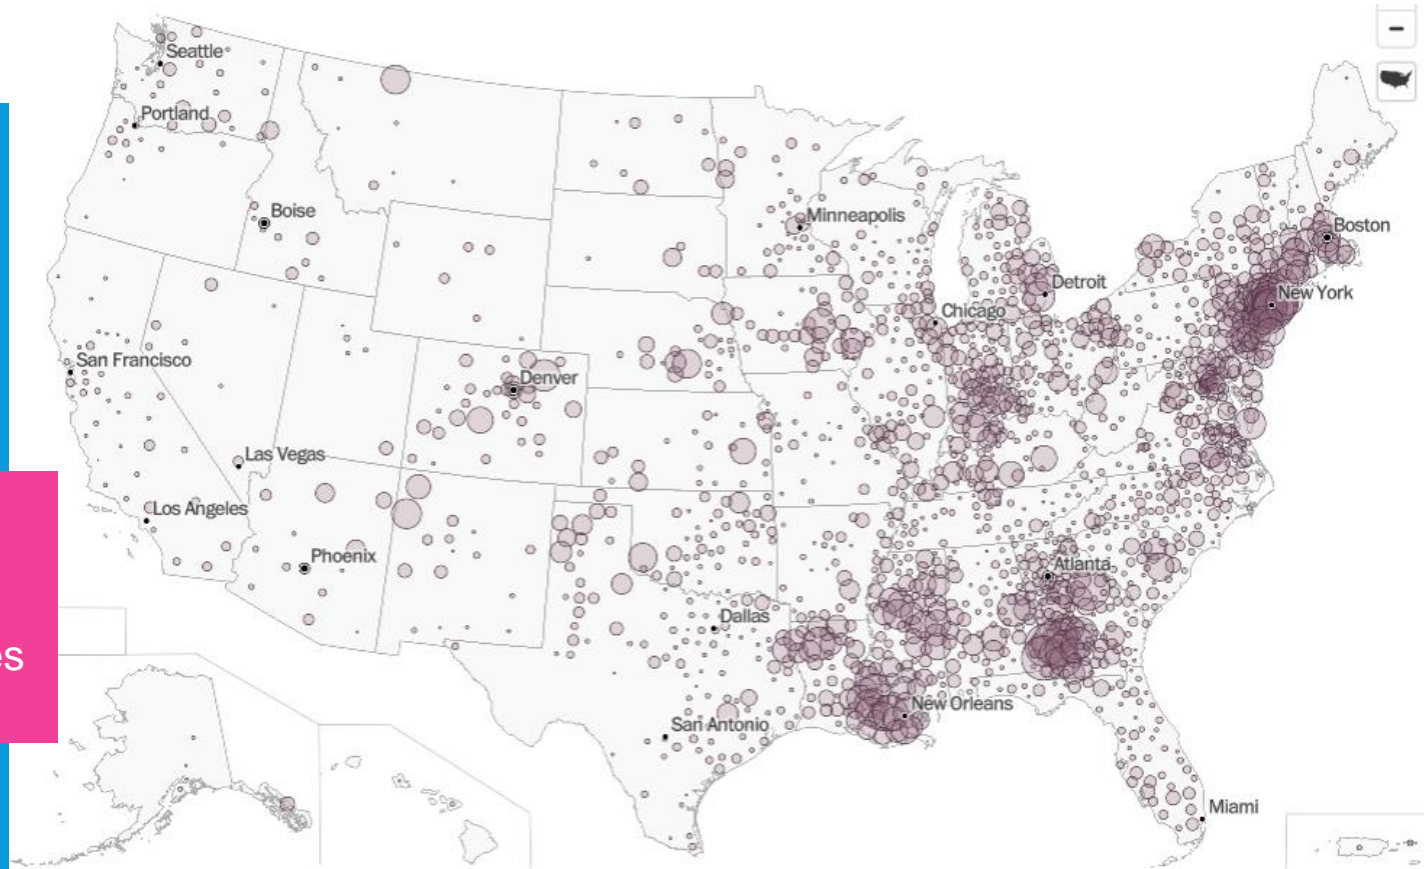 −
Seattle
Portland
Boise
Minneapolis
Boston
Detroit
New York
Chicago
San Francisco
Denver
Las Vegas
Los Angeles
Phoenix
Atlanta
Dallas
es
New Orleans
San Antonio
Miami